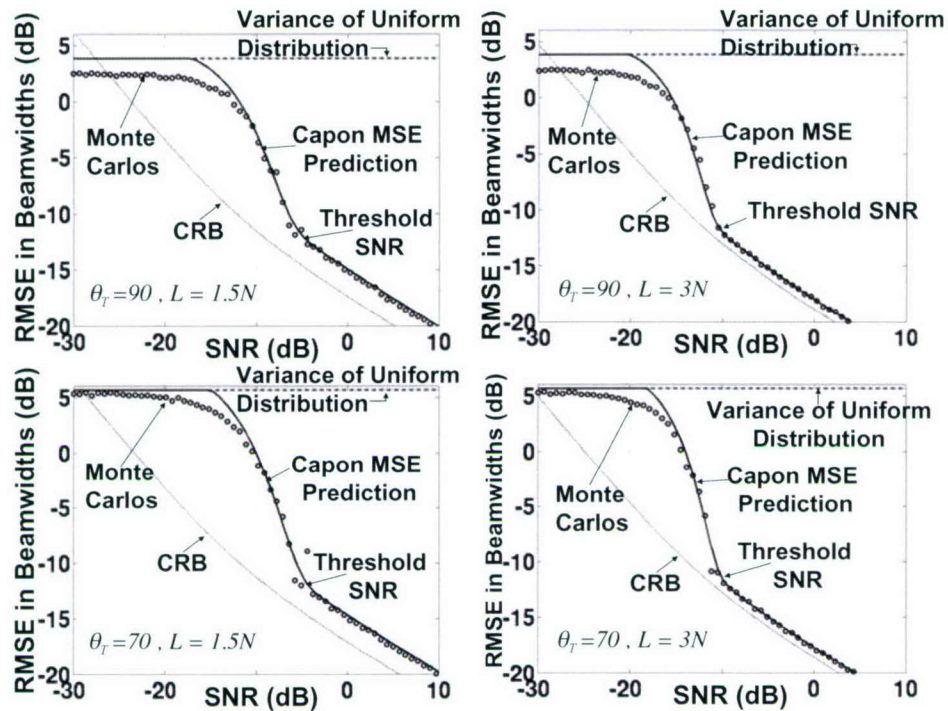 Variance of Uniform
Distribution
RMSE in Beamwidths (dB)
5
0
-5
-10
-15
-20
Monte
Carlos
Capon MSE
Prediction
CRB
Threshold
SNR
θT=90 , L = 1.5N
-30
-20
-10
0
10
SNR (dB)
Variance of Uniform
Distribution
RMSE in Beamwidths (dB)
5
0
-5
-10
-15
-20
Monte
Carlos
Capon MSE
Prediction
CRB
Threshold SNR
θT=90 , L = 3N
-30
-20
-10
0
10
SNR (dB)
Variance of Uniform
Distribution
RMSE in Beamwidths (dB)
5
0
-5
-10
-15
-20
Monte
Carlos
Capon MSE
Prediction
CRB
Threshold
SNR
θT=70 , L = 1.5N
-30
-20
-10
0
10
SNR (dB)
Variance of Uniform
Distribution
RMSE in Beamwidths (dB)
5
0
-5
-10
-15
-20
Monte
Carlos
Capon MSE
Prediction
CRB
Threshold
SNR
θT=70 , L = 3N
-30
-20
-10
0
10
SNR (dB)